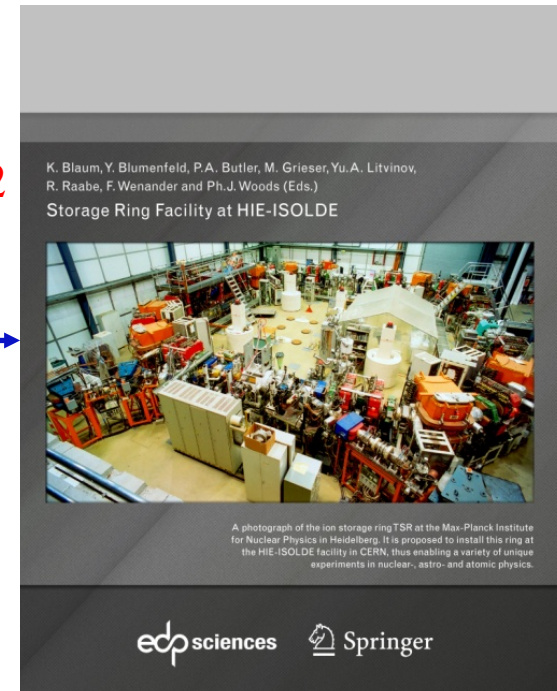 2
K. Blaum, Y. Blumenfeld, P.A. Butler, M. Grieser, Yu.A. Litvinov,
R. Raabe, F. Wenander and Ph.J. Woods (Eds.)
Storage Ring Facility at HIE-ISOLDE
A photograph of the ion storage ring TSR at the Max-Planck Institute
for Nuclear Physics in Heidelberg. It is proposed to install this ring at
the HIE-ISOLDE facility in CERN, thus enabling a variety of unique
experiments in nuclear-, astro- and atomic physics.
edp sciences
Springer